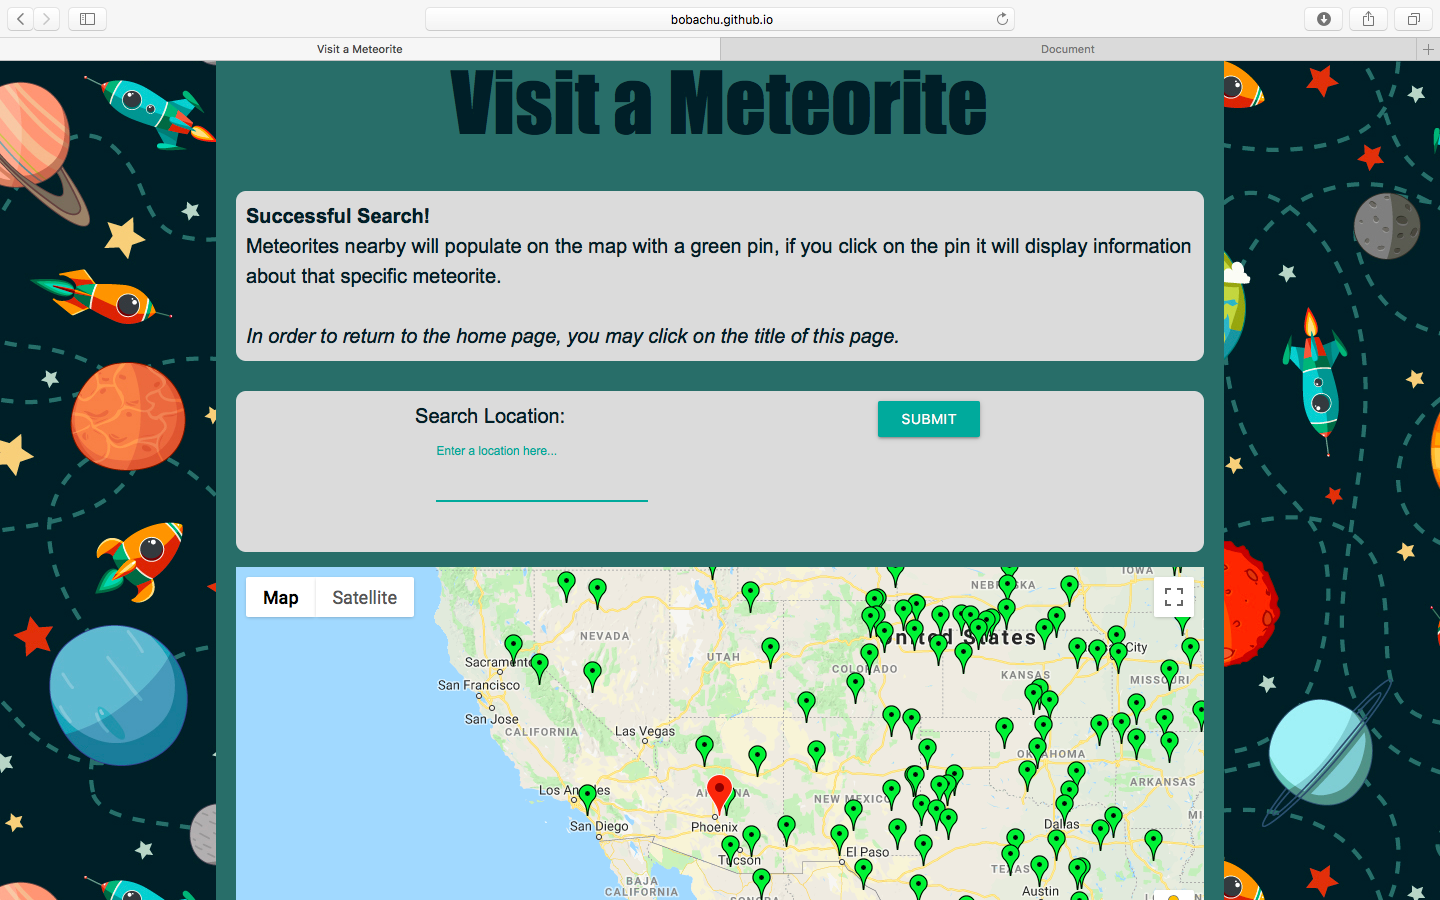 bobachu.github.io
Visit a Meteorite
Document
Visit a Meteorite
Successful Search!
Meteorites nearby will populate on the map with a green pin, if you click on the pin it will display information
about that specific meteorite.
In order to return to the home page, you may click on the title of this page.
Search Location:
SUBMIT
Enter a location here...
Map
Satellite
IOWA
NEVADA
United States
City
Sacramento
UTAH
COLORADO
KANSAS
MISSOURI
San Francisco
San Jose
CALIFORNIA
Las Vegas
OKLAHOMA
ARKANSAS
Los Angeles
NEW MEXICO
San Diego
Phoenix
Dallas
MI
El Paso
Tucson
TEXAS
BAJA
CALIFORNIA
Austin